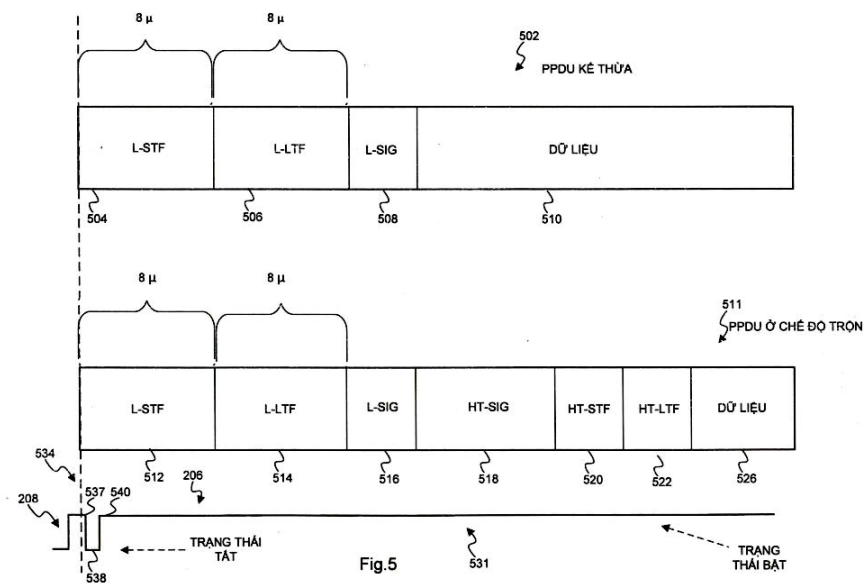 8 µ
8 µ
502
PPDU KẾ THỪA
L-STF
L-LTF
L-SIG
DỮ LIỆU
504
506
508
510
8 µ
8 µ
511
PPDU Ở CHẾ ĐỘ TRỘN
L-STF
L-LTF
L-SIG
HT-SIG
HT-STF
HT-LTF
DỮ LIỆU
534
512
514
516
518
520
522
526
208
537
540
206
538
TRẠNG THÁI
TẮT
531
TRẠNG
THÁI BẬT
Fig.5